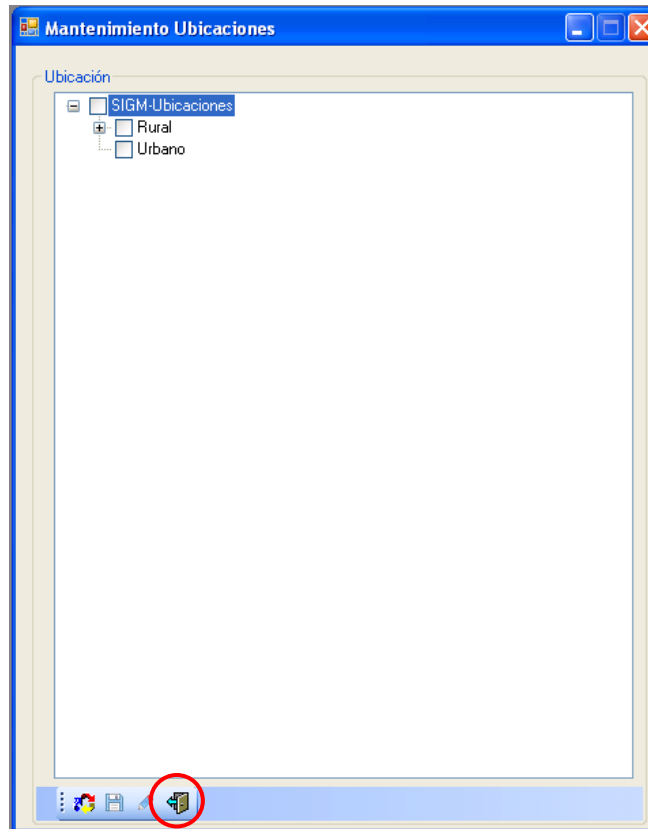 Mantenimiento Ubicaciones
Ubicación
SIGM-Ubicaciones
Rural
Urbano